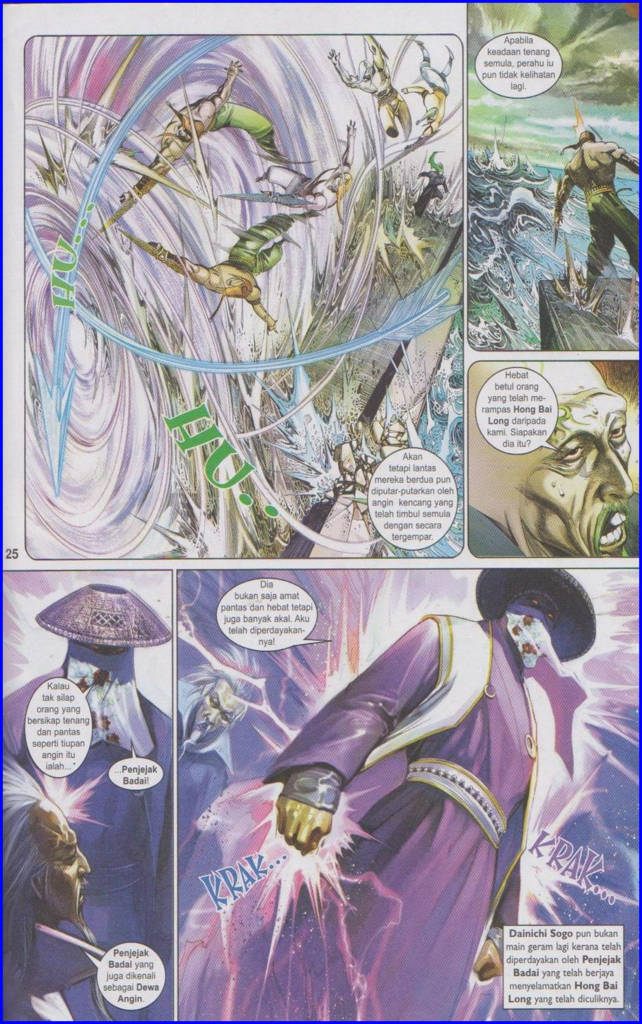 HU...
HU...
Akan
tetapi lantas
mereka berdua pun
diputar-putarkan oleh
angin kencang yang
telah timbui semula
dengan secara
tergempar.
Apabila
keadaan tenang
semula, perahu iu
pun tidak kelihatan
lagi.
Hebat
betul orang
yang telah me-
rampas Hong Bai
Long daripada
kami. Siapakan
dia itu?
25
Kalau
tak silap
orang yang
bersikap tenang
dan pantas
seperti tiupan
angin itu
ialah..."
...Penjejak
Badai!
Penjejak
Badai yang
juga dikenali
sebagai Dewa
Angin.
Dia
bukan saja amat
pantas dan hebat tetapi
juga banyak akal. Aku
telah diperdayakan-
nya!
KRAK...
KRAK...
Dainichi Sogo pun bukan
main geram lagi kerana telah
diperdayakan oleh Penjejak
Badai yang telah berjaya
menyelamatkan Hong Bai
Long yang telah diculiknya.